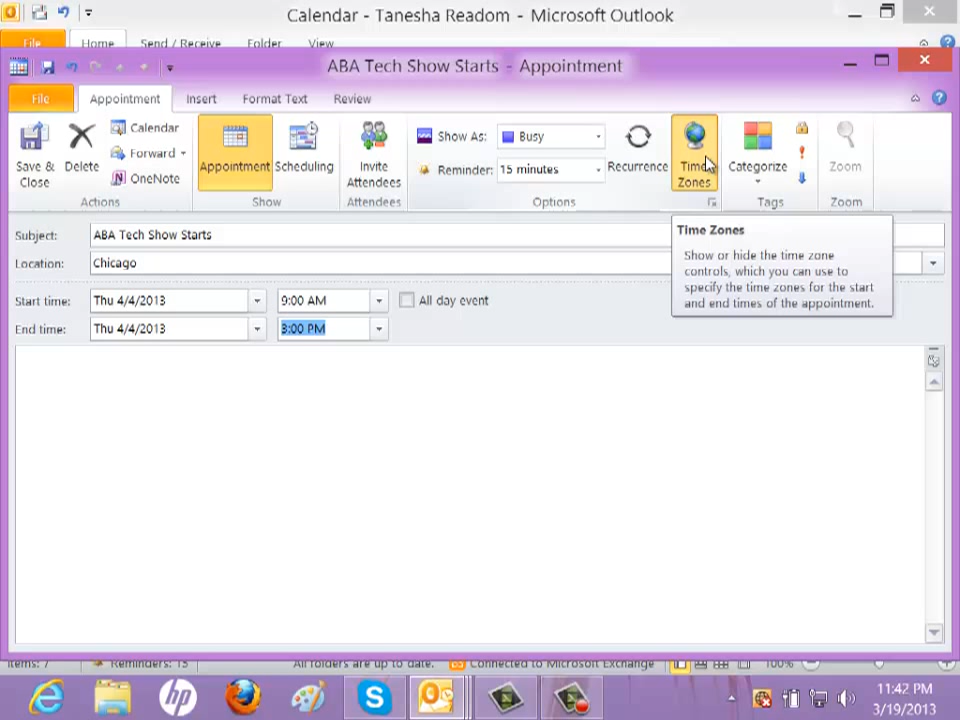 Calendar - Tanesha Readom - Microsoft Outlook
File Home Send / Receive Folder View
ABA Tech Show Starts - Appointment
File Appointment Insert Format Text Review
Calendar
Forward
OneNote
Save & Close
Delete
Appointment
Scheduling
Invite Attendees
Show As: Busy
Reminder: 15 minutes
Recurrence
Time Zones
Categorize
Zoom
Actions Show Attendees Options Tags Zoom
Time Zones
Show or hide the time zone
controls, which you can use to
specify the time zones for the start
and end times of the appointment.
Subject: ABA Tech Show Starts
Location: Chicago
Start time: Thu 4/4/2013 9:00 AM All day event
End time: Thu 4/4/2013 3:00 PM
Items: 7 Reminders: 15 All folders are up to date. Connected to Microsoft Exchange 100%
11:42 PM
3/19/2013